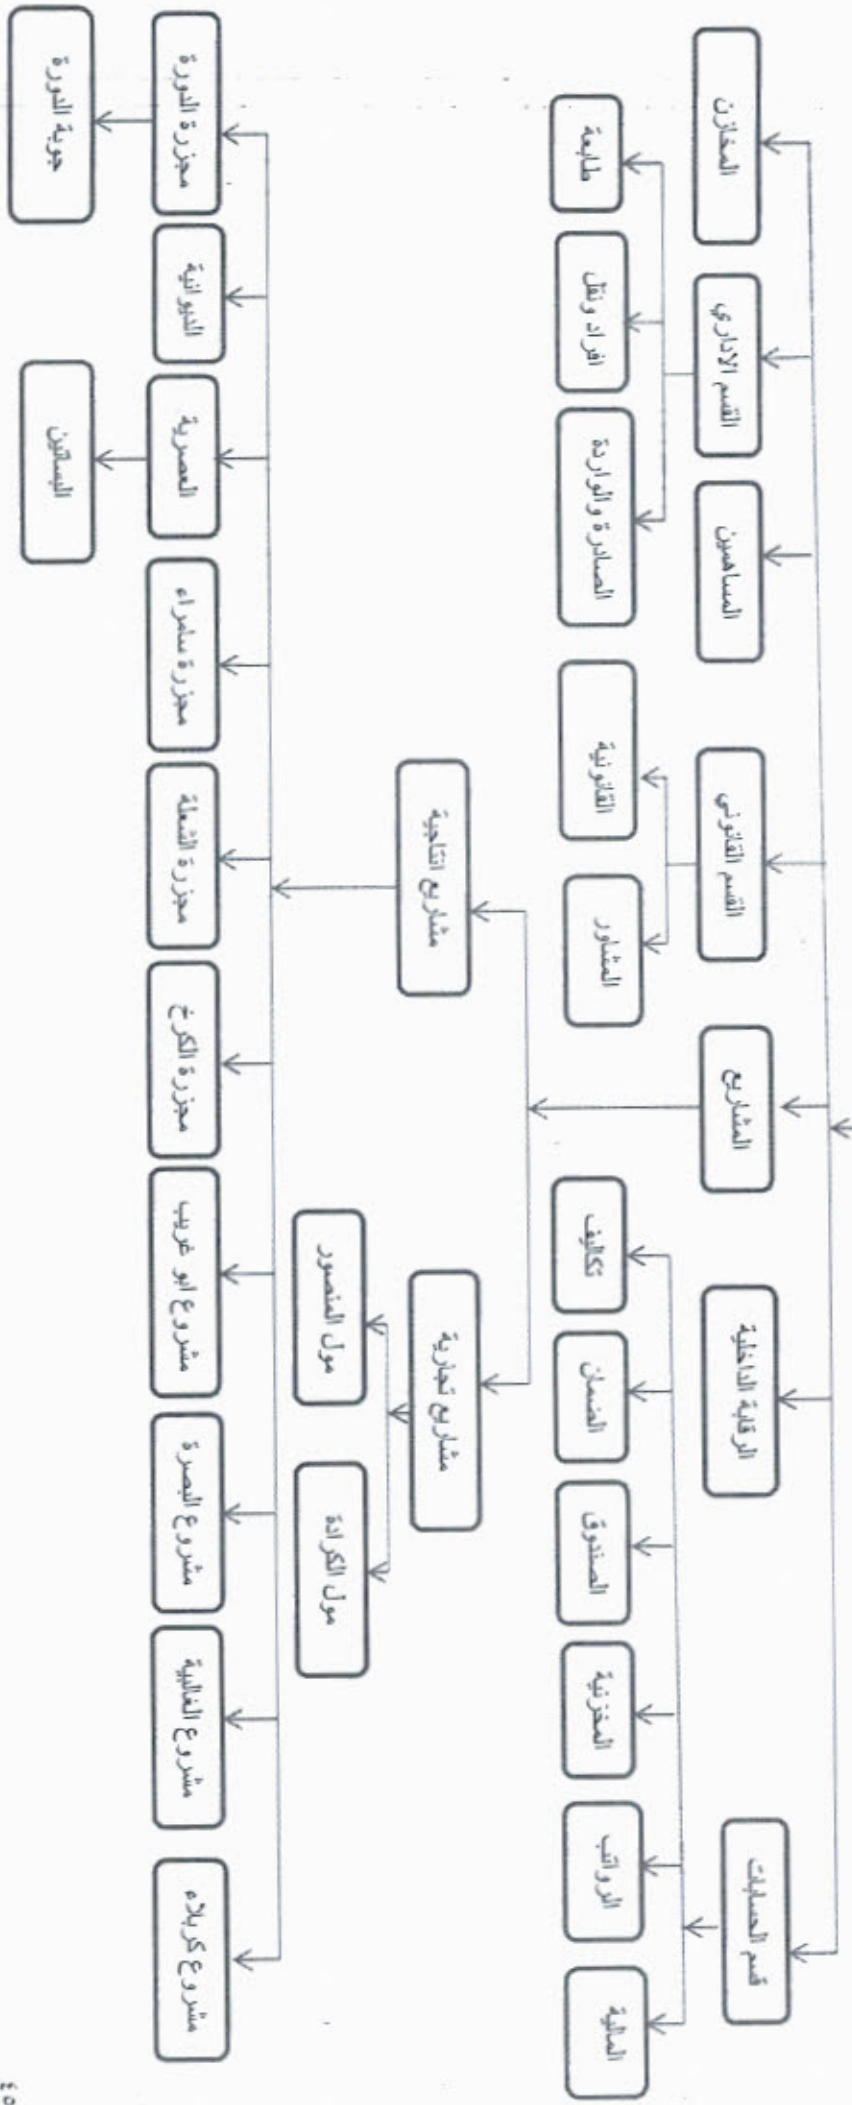 قسم الحسابات
الرقابة الداخلية
المشاريع
القسم القانوني
المساهمين
القسم الاداري
المخازن
المالية
الرواتب
المخزنية
الصندوق
الضمان
تكاليف
المشاور
القانونية
الصادرة والواردة
افراد ونقل
طابعة
مشاريع تجارية
مشاريع انتاجية
مول الكرادة
مول المنصور
مشروع كربلاء
مشروع الغالبية
مشروع البصرة
مشروع ابو غريب
مجزرة الكرخ
مجزرة الشعلة
مجزرة سامراء
العصرية
الديوانية
مجزرة الدورة
البساتين
جوبة الدورة
٤٥